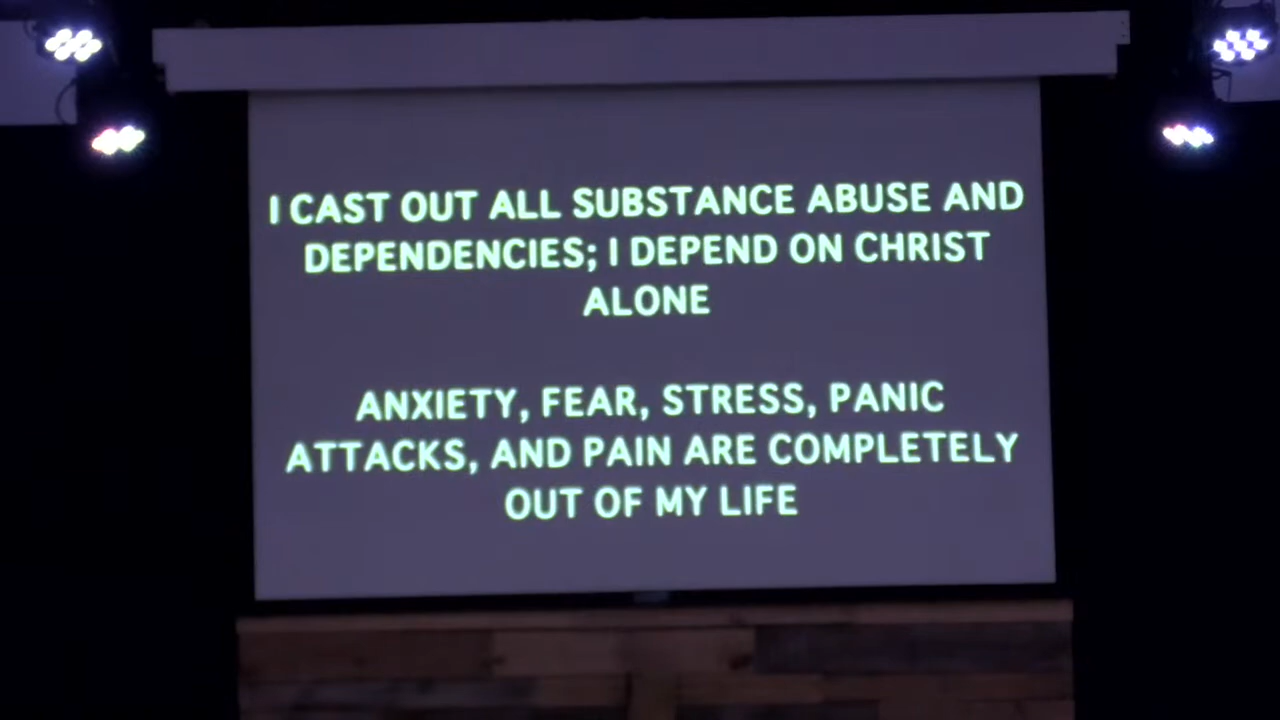 I CAST OUT ALL SUBSTANCE ABUSE AND
DEPENDENCIES; I DEPEND ON CHRIST
ALONE
ANXIETY, FEAR, STRESS, PANIC
ATTACKS, AND PAIN ARE COMPLETELY
OUT OF MY LIFE